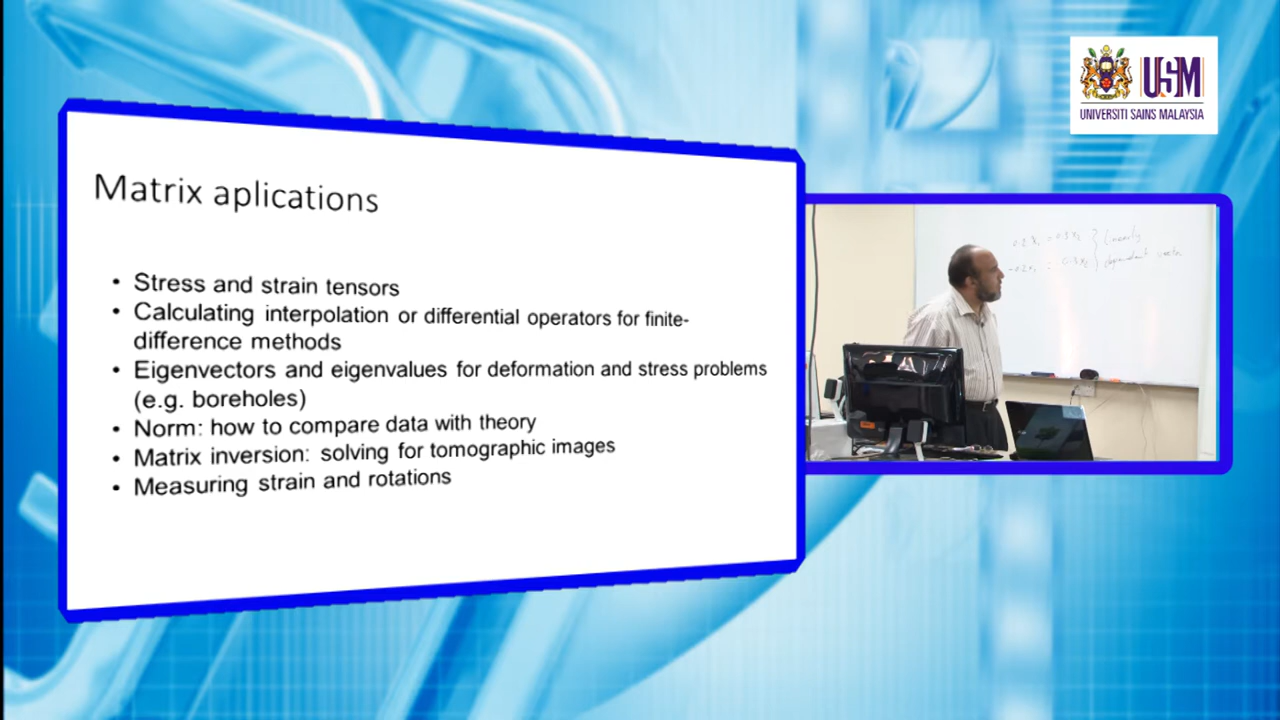 Matrix aplications
• Stress and strain tensors
• Calculating interpolation or differential operators for finite-
difference methods
• Eigenvectors and eigenvalues for deformation and stress problems
(e.g. boreholes)
• Norm: how to compare data with theory
• Matrix inversion: solving for tomographic images
• Measuring strain and rotations
USM
UNIVERSITI SAINS MALAYSIA
linearly
dependent